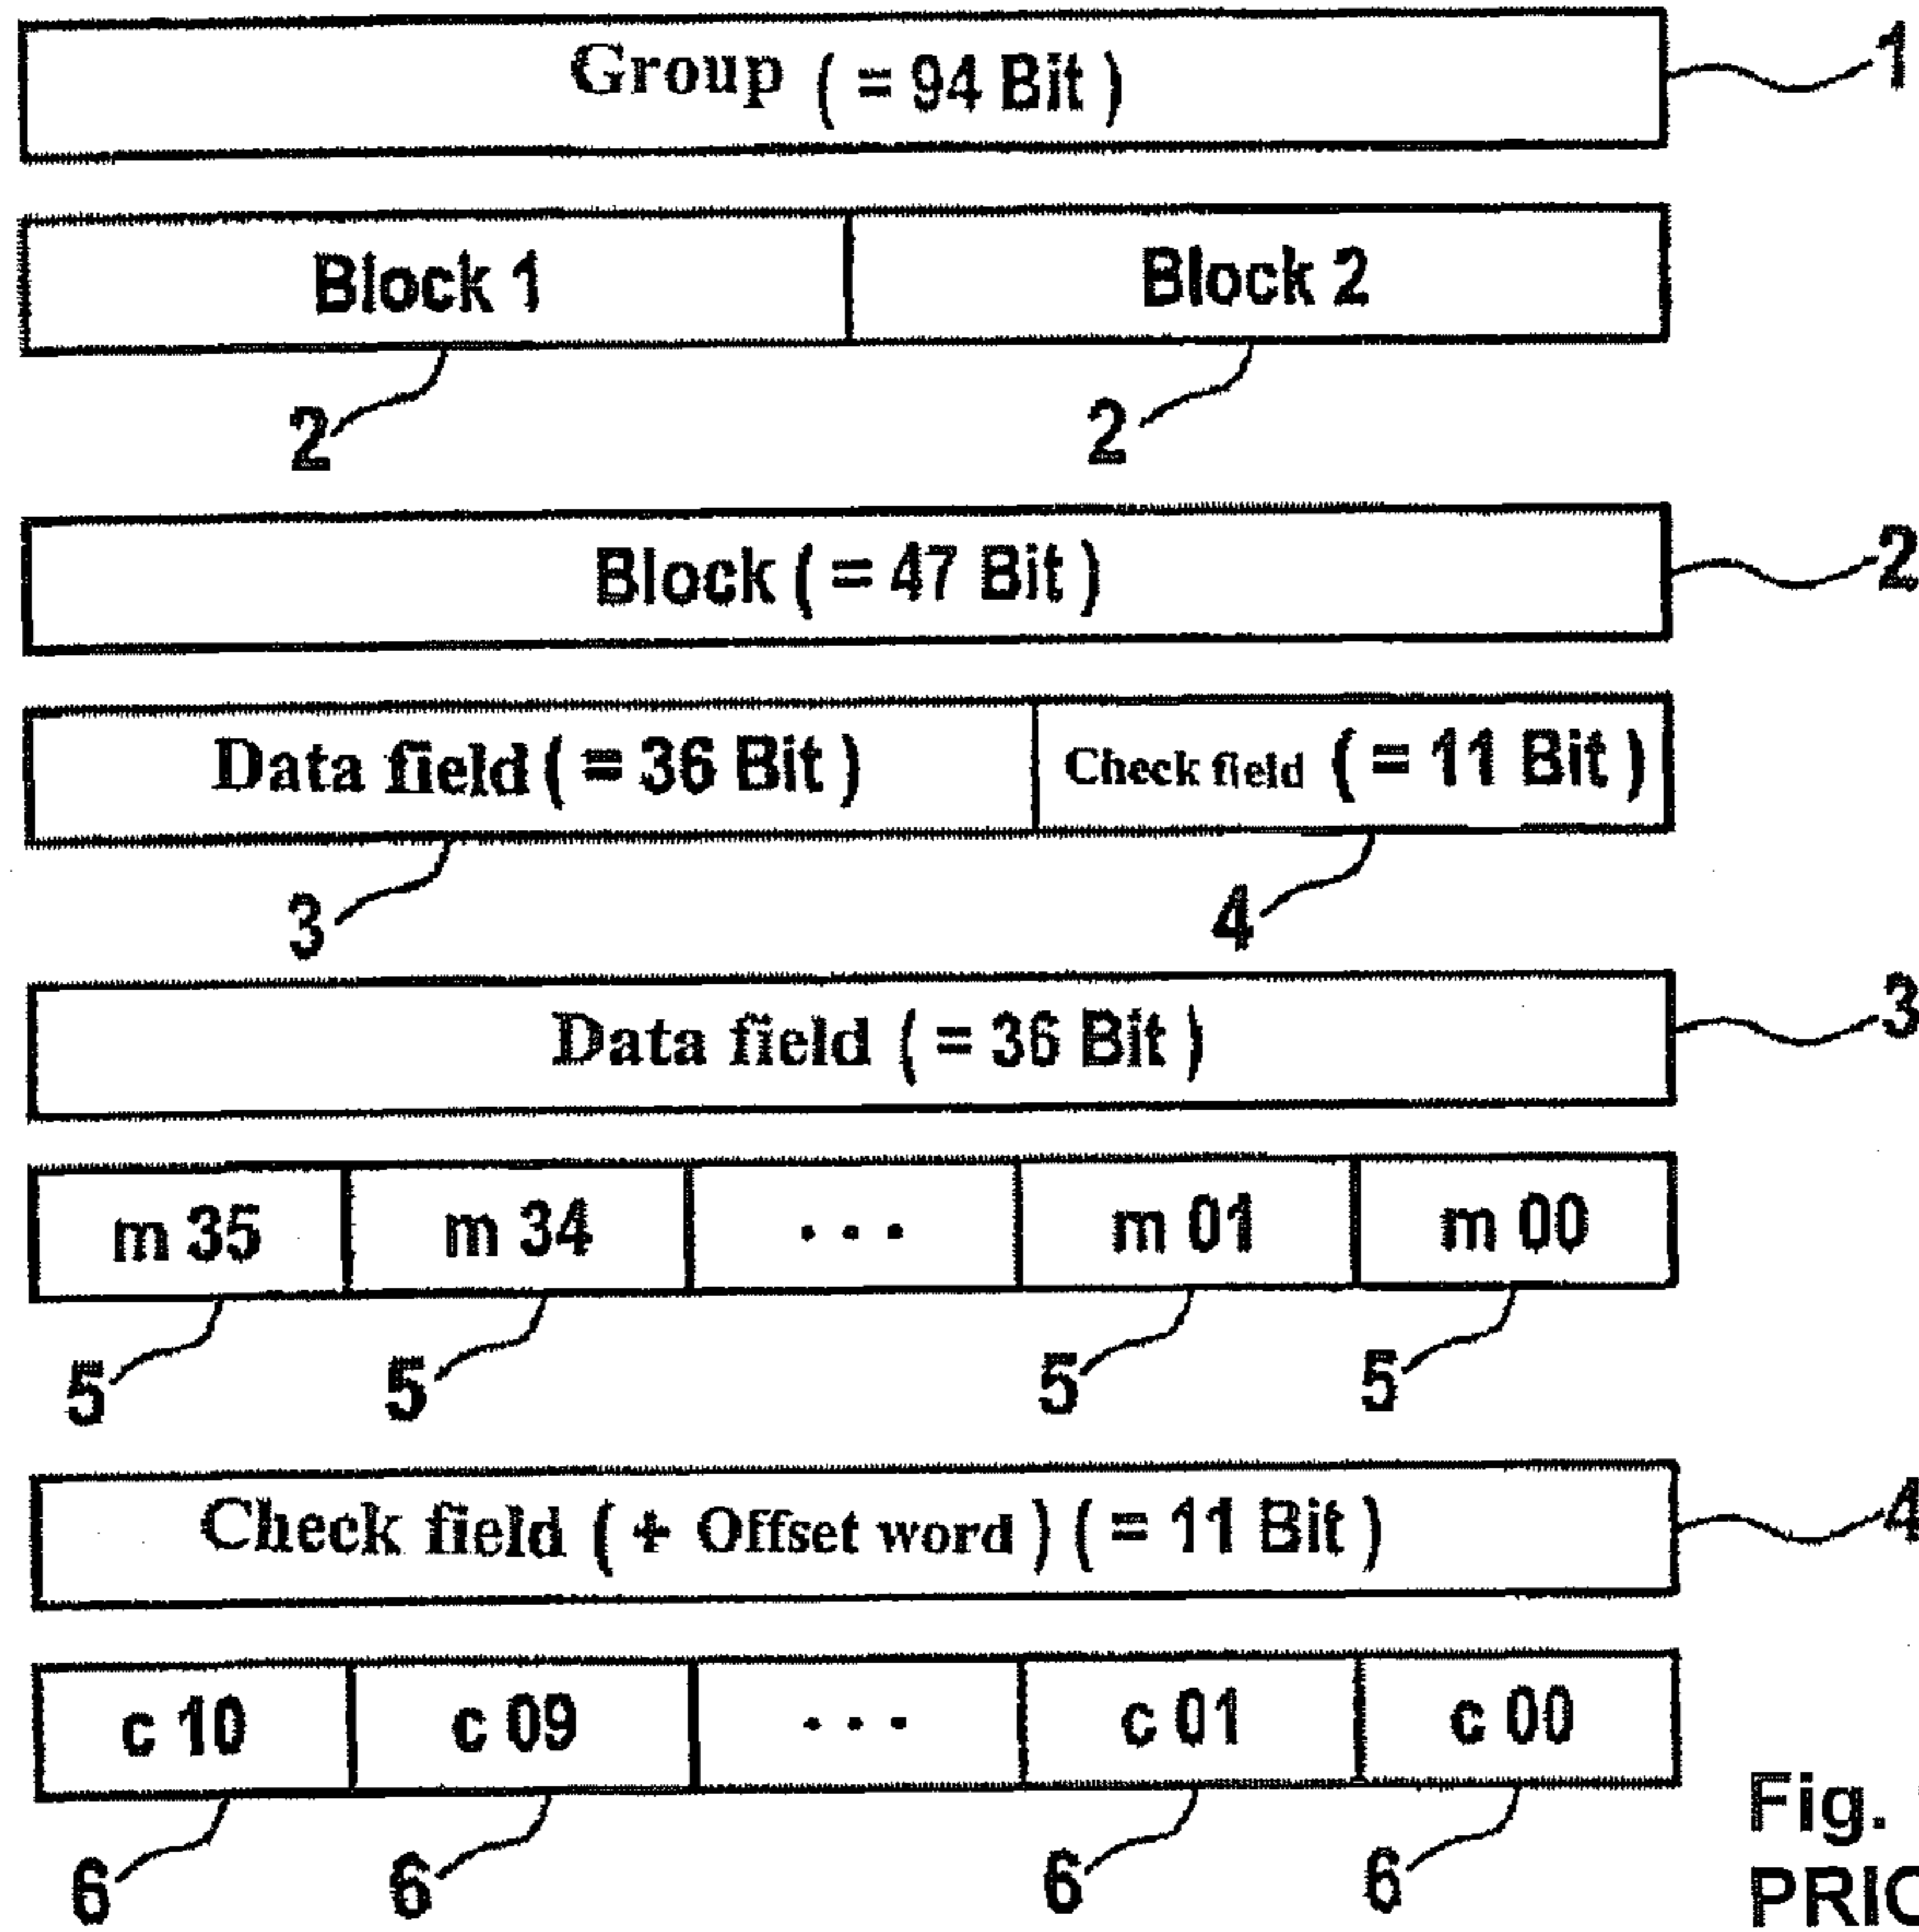 Group ( = 94 Bit )
1
Block 1 Block 2
2 2
Block ( = 47 Bit )
2
Data field ( = 36 Bit ) Check field ( = 11 Bit )
3 4
Data field ( = 36 Bit )
3
m 35 m 34 ... m 01 m 00
5 5 5 5
Check field ( + Offset word ) ( = 11 Bit )
4
c 10 c 09 ... c 01 c 00
6 6 6 6
Fig.